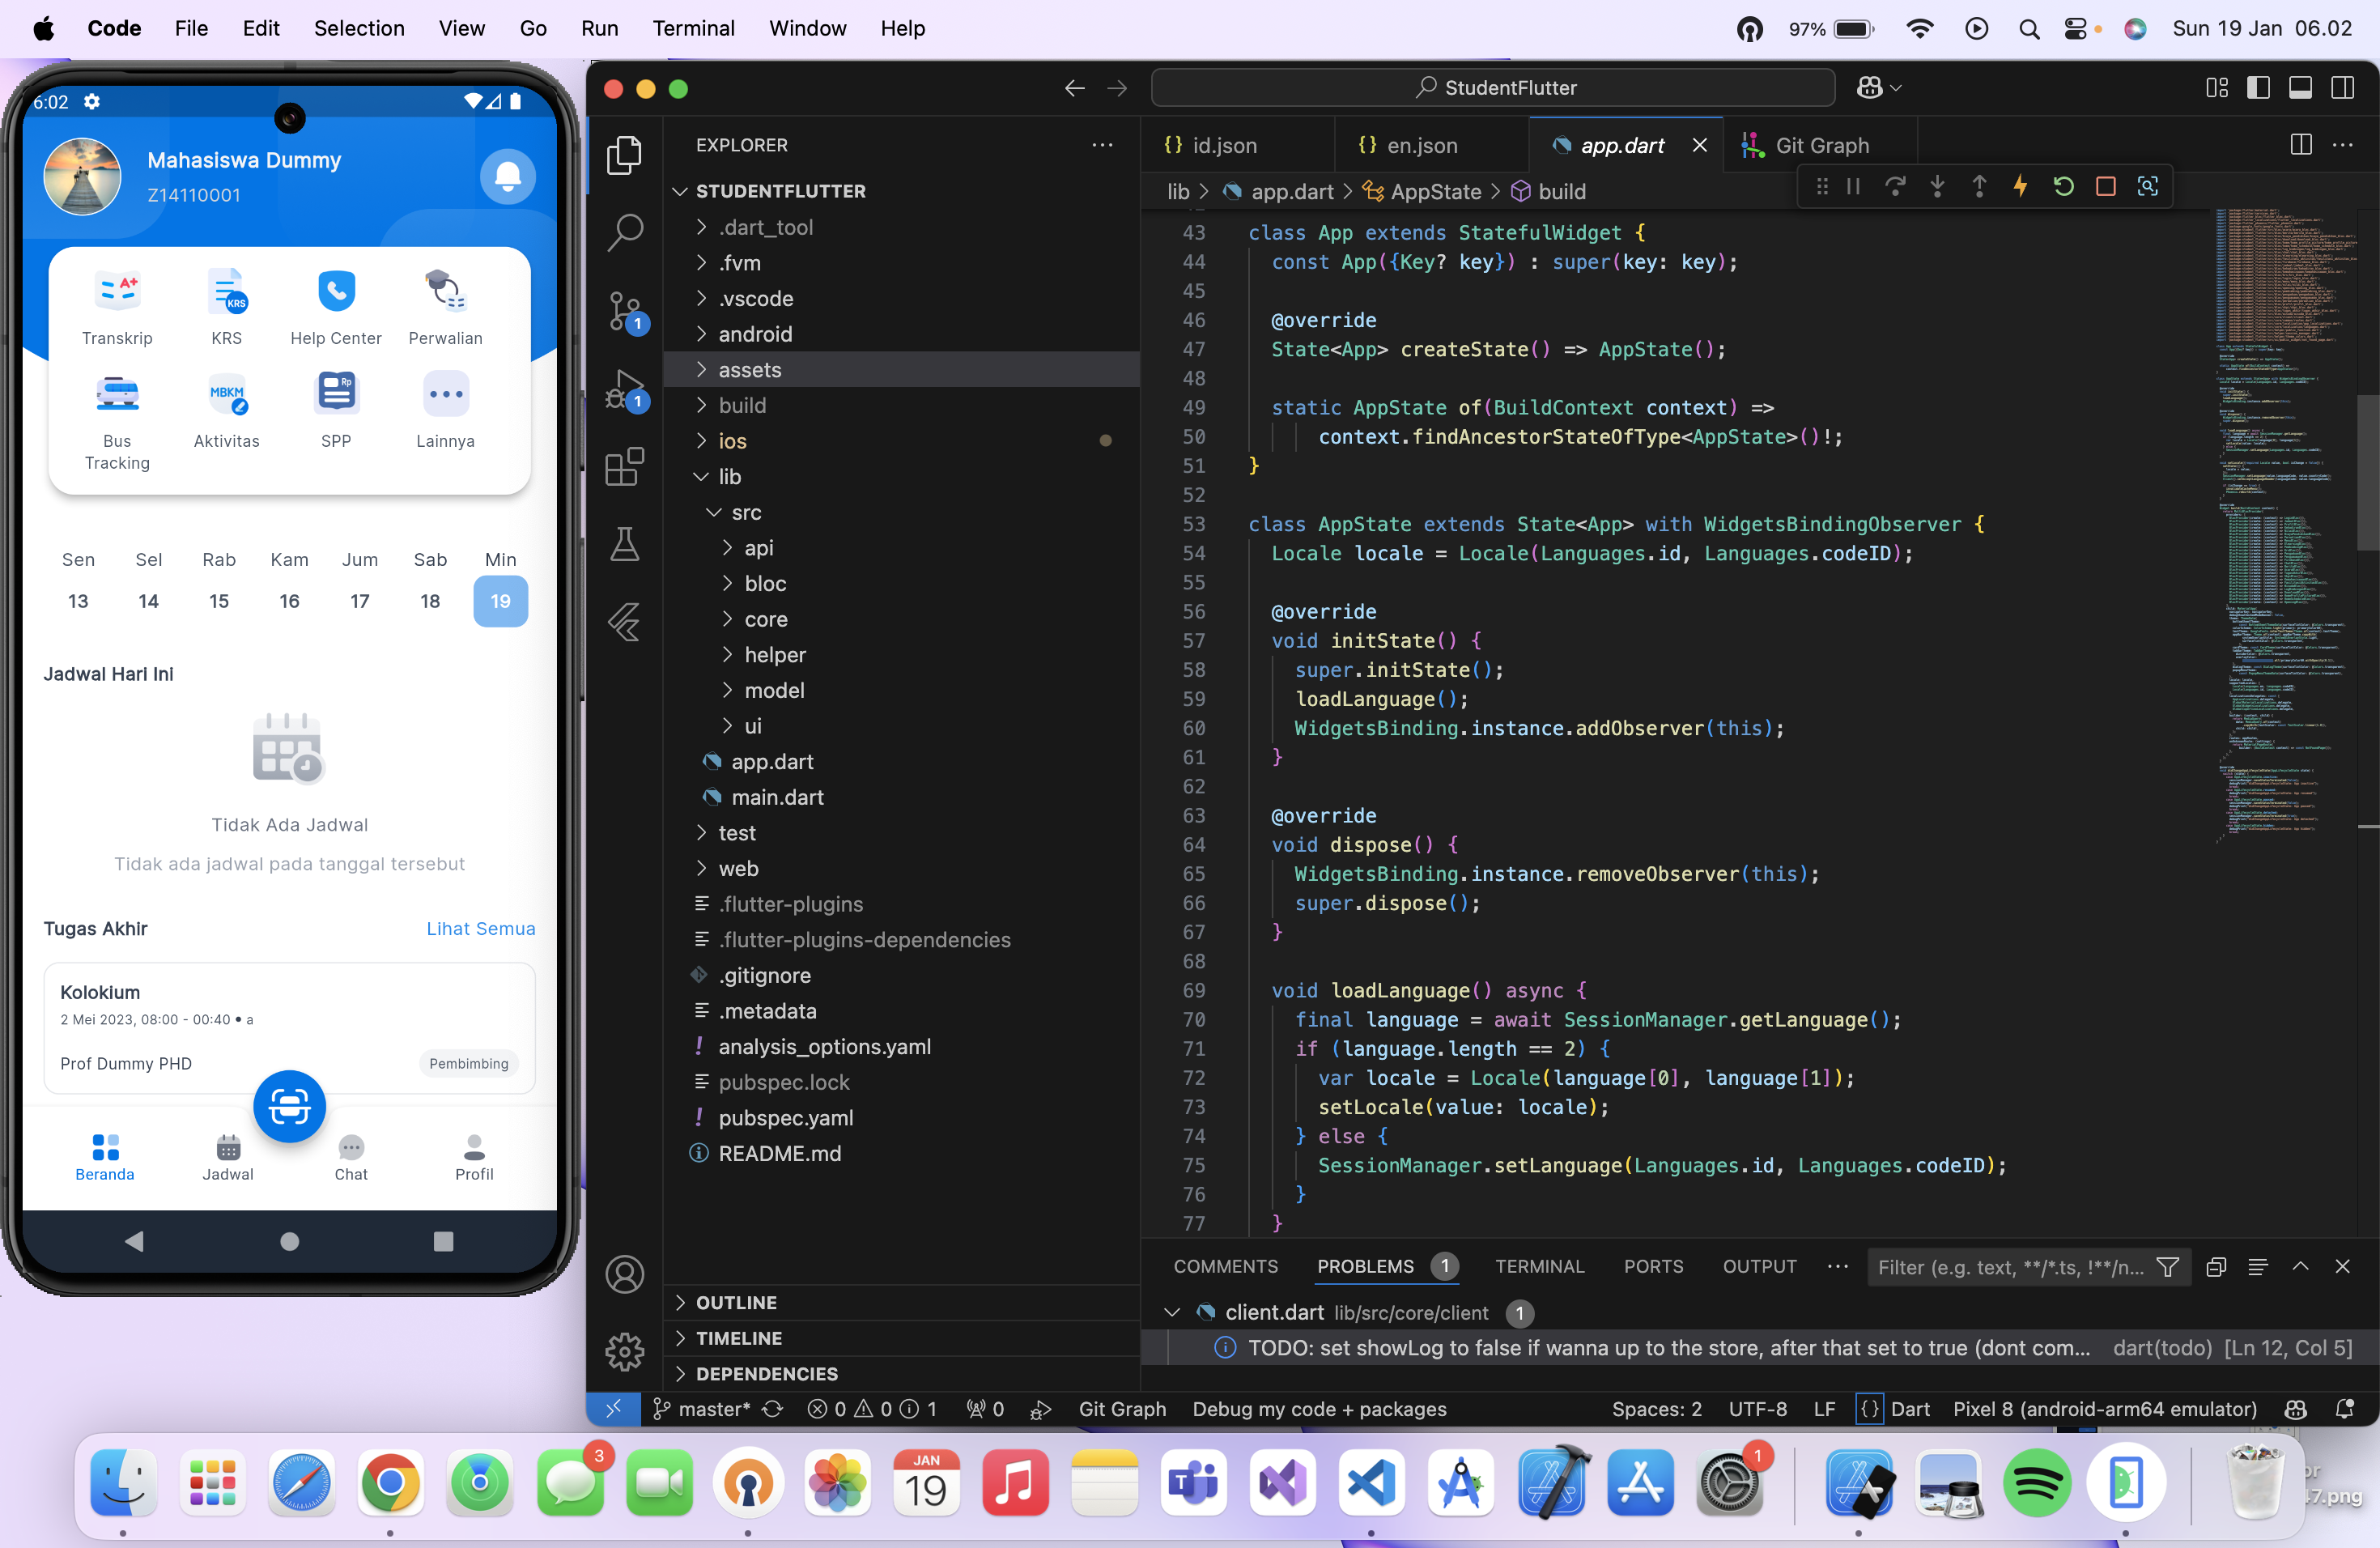 Code File Edit Selection View Go Run Terminal Window Help
97% Sun 19 Jan 06.02
6:02
Mahasiswa Dummy
Z14110001
A+
KRS
Transkrip KRS Help Center Perwalian
MBKM
Rp
Bus Tracking
Aktivitas SPP Lainnya
Sen Sel Rab Kam Jum Sab Min
13 14 15 16 17 18 19
Jadwal Hari Ini
Tidak Ada Jadwal
Tidak ada jadwal pada tanggal tersebut
Tugas Akhir Lihat Semua
Kolokium
2 Mei 2023, 08:00 - 00:40 • a
Prof Dummy PHD Pembimbing
Beranda Jadwal Chat Profil
StudentFlutter
1
1
EXPLORER
STUDENTFLUTTER
.dart_tool
.fvm
.vscode
android
assets
build
ios
lib
src
api
bloc
core
helper
model
ui
app.dart
main.dart
test
web
.flutter-plugins
.flutter-plugins-dependencies
.gitignore
.metadata
! analysis_options.yaml
pubspec.lock
! pubspec.yaml
README.md
OUTLINE
TIMELINE
DEPENDENCIES
{} id.json {} en.json app.dart Git Graph
lib > app.dart > AppState > build
43 class App extends StatefulWidget {
44 const App({Key? key}) : super(key: key);
45
46 @override
47 State<App> createState() => AppState();
48
49 static AppState of(BuildContext context) =>
50 context.findAncestorStateOfType<AppState>()!;
51 }
52
53 class AppState extends State<App> with WidgetsBindingObserver {
54 Locale locale = Locale(Languages.id, Languages.codeID);
55
56 @override
57 void initState() {
58 super.initState();
59 loadLanguage();
60 WidgetsBinding.instance.addObserver(this);
61 }
62
63 @override
64 void dispose() {
65 WidgetsBinding.instance.removeObserver(this);
66 super.dispose();
67 }
68
69 void loadLanguage() async {
70 final language = await SessionManager.getLanguage();
71 if (language.length == 2) {
72 var locale = Locale(language[0], language[1]);
73 setLocale(value: locale);
74 } else {
75 SessionManager.setLanguage(Languages.id, Languages.codeID);
76 }
77 }
COMMENTS PROBLEMS 1 TERMINAL PORTS OUTPUT ... Filter (e.g. text, **/*.ts, !**/n...
client.dart lib/src/core/client 1
TODO: set showLog to false if wanna up to the store, after that set to true (dont com... dart(todo) [Ln 12, Col 5]
master* 0 0 1 0 Git Graph Debug my code + packages Spaces: 2 UTF-8 LF {} Dart Pixel 8 (android-arm64 emulator)
3
JAN
19
T
1
47.png